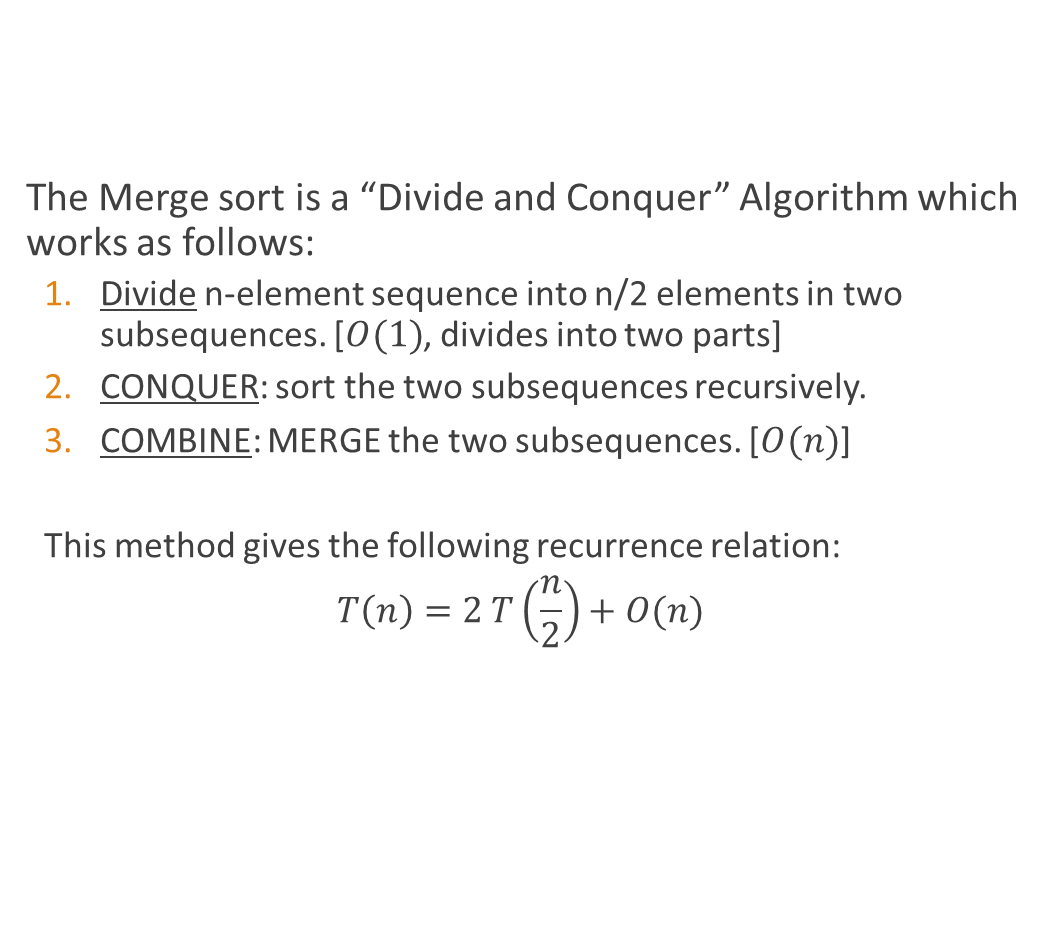 The Merge sort is a “Divide and Conquer” Algorithm which
works as follows:
1. Divide n-element sequence into n/2 elements in two
subsequences. [O(1), divides into two parts]
2. CONQUER: sort the two subsequences recursively.
3. COMBINE: MERGE the two subsequences. [O(n)]
This method gives the following recurrence relation:
T(n) = 2 T(n/2) + O(n)